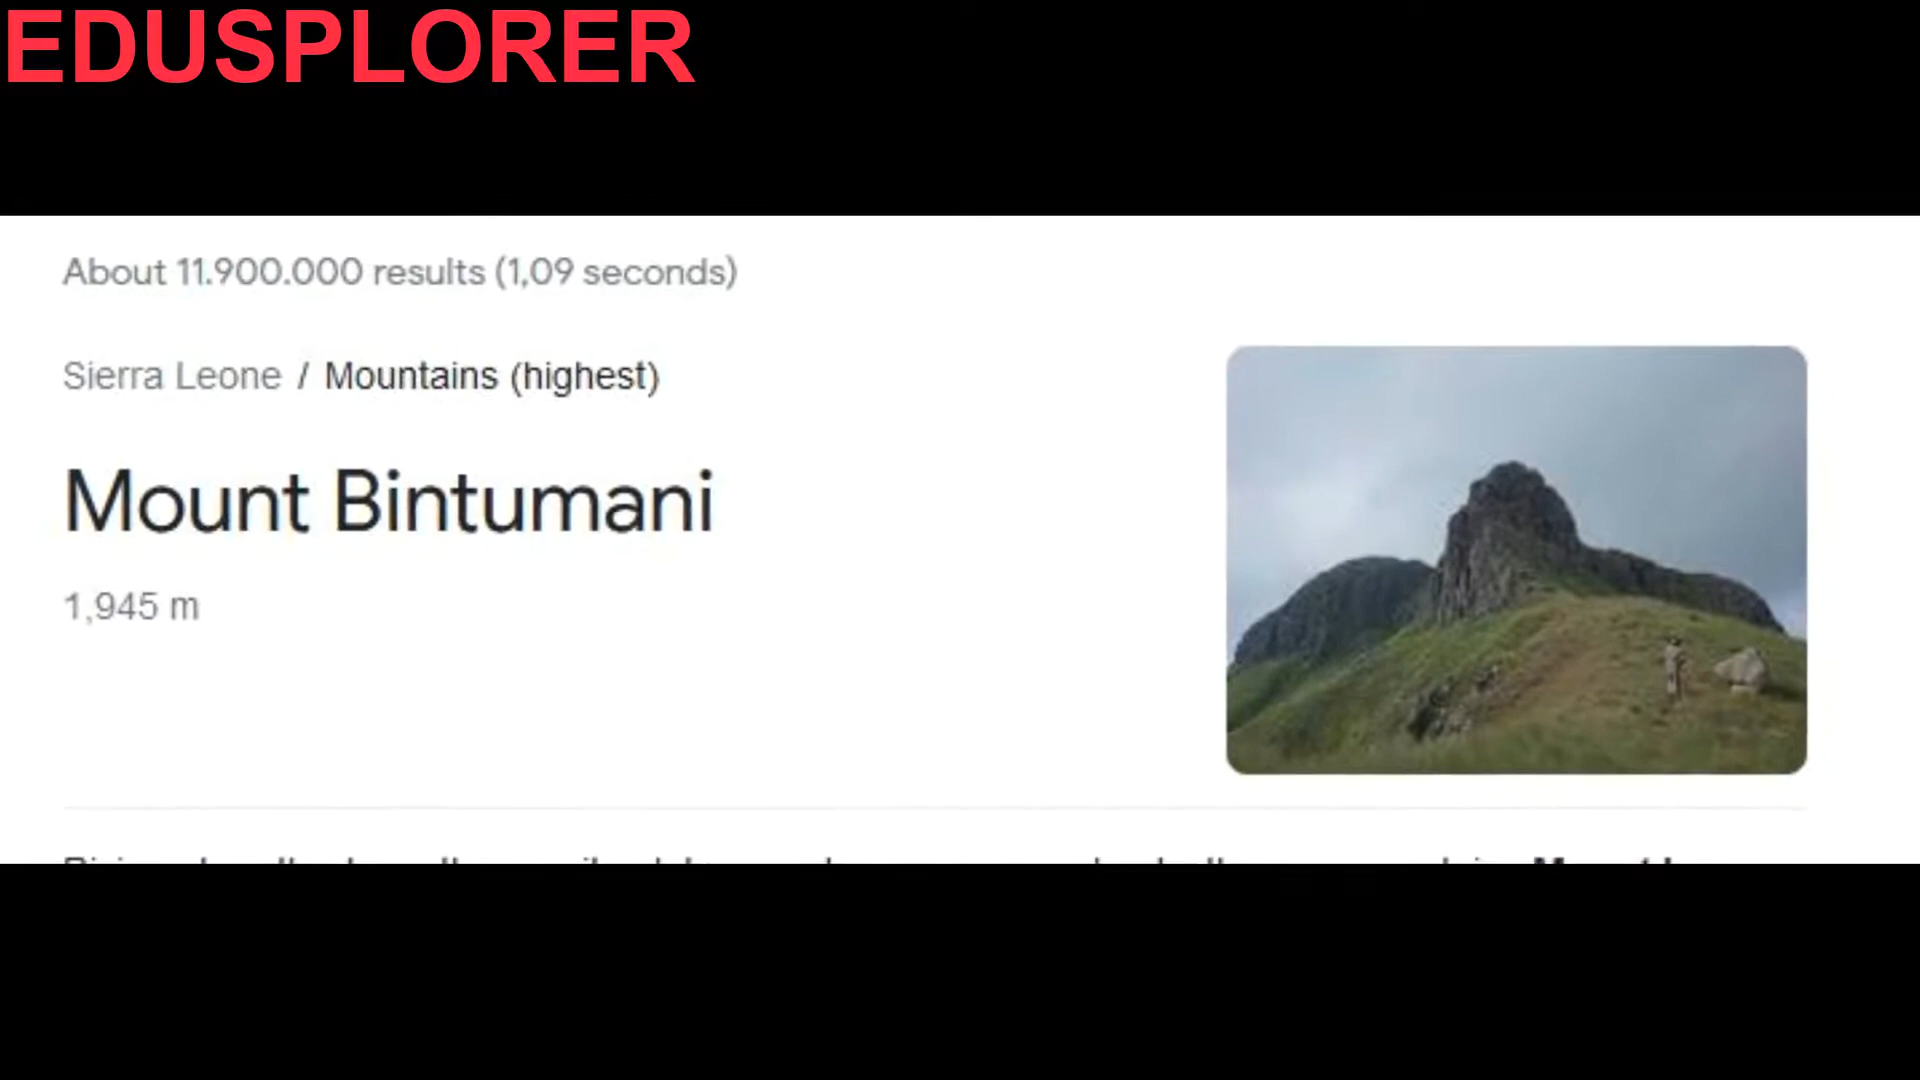 EDUSPLORER
About 11.900.000 results (1,09 seconds)
Sierra Leone / Mountains (highest)
Mount Bintumani
1,945 m